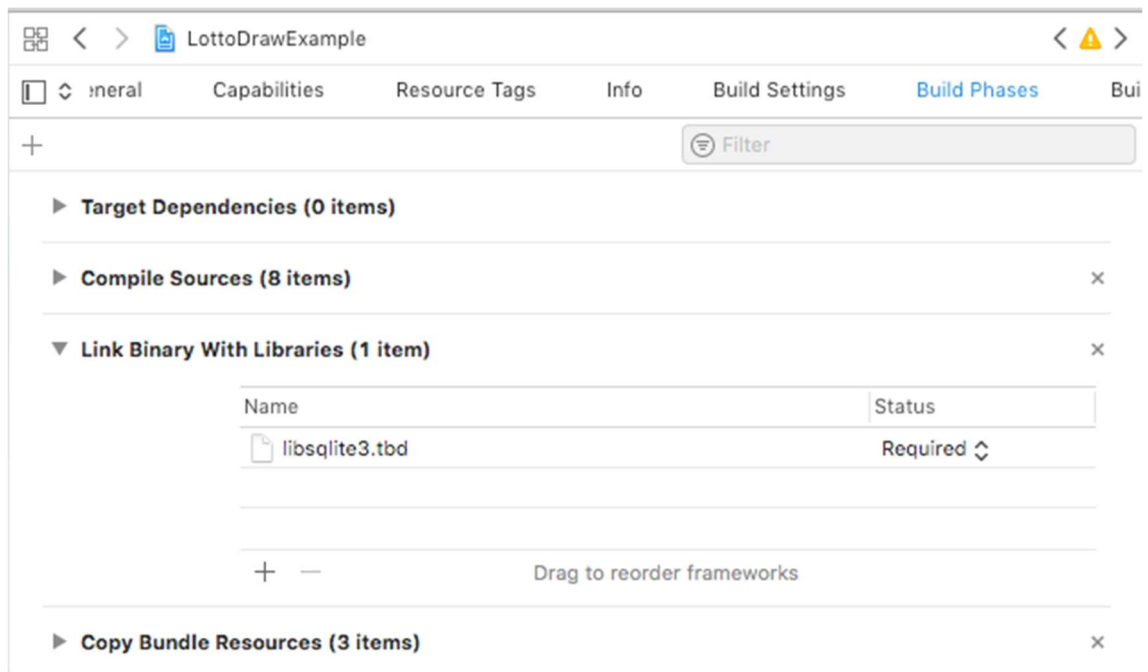 LottoDrawExample
eneral Capabilities Resource Tags Info Build Settings Build Phases Bui
Filter
Target Dependencies (0 items)
Compile Sources (8 items)
Link Binary With Libraries (1 item)
Name Status
libsqlite3.tbd Required
Drag to reorder frameworks
Copy Bundle Resources (3 items)